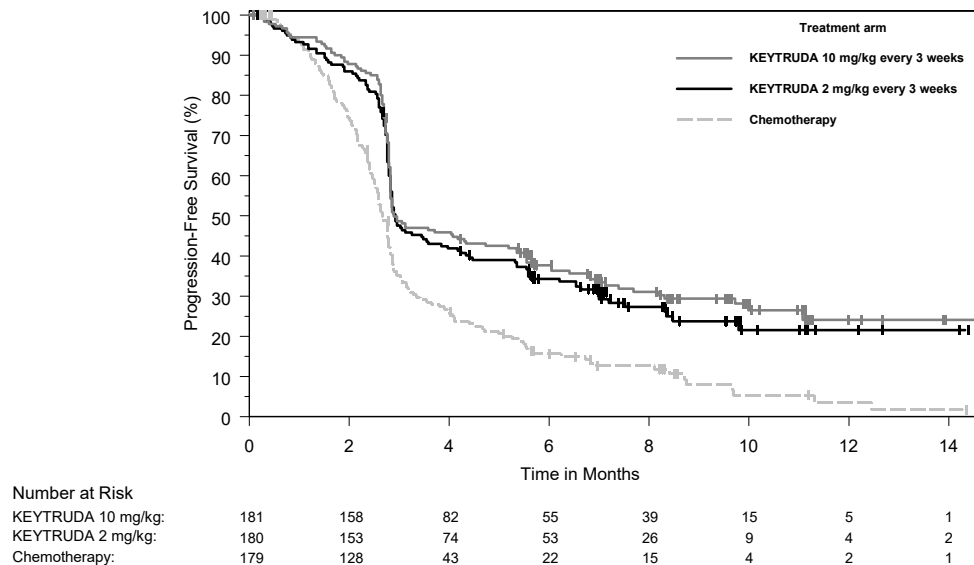 Treatment arm
KEYTRUDA 10 mg/kg every 3 weeks
KEYTRUDA 2 mg/kg every 3 weeks
Chemotherapy
Progression-Free Survival (%)
100
90
80
70
60
50
40
30
20
10
0
0 2 4 6 8 10 12 14
Time in Months
Number at Risk
KEYTRUDA 10 mg/kg: 181 158 82 55 39 15 5 1
KEYTRUDA 2 mg/kg: 180 153 74 53 26 9 4 2
Chemotherapy: 179 128 43 22 15 4 2 1